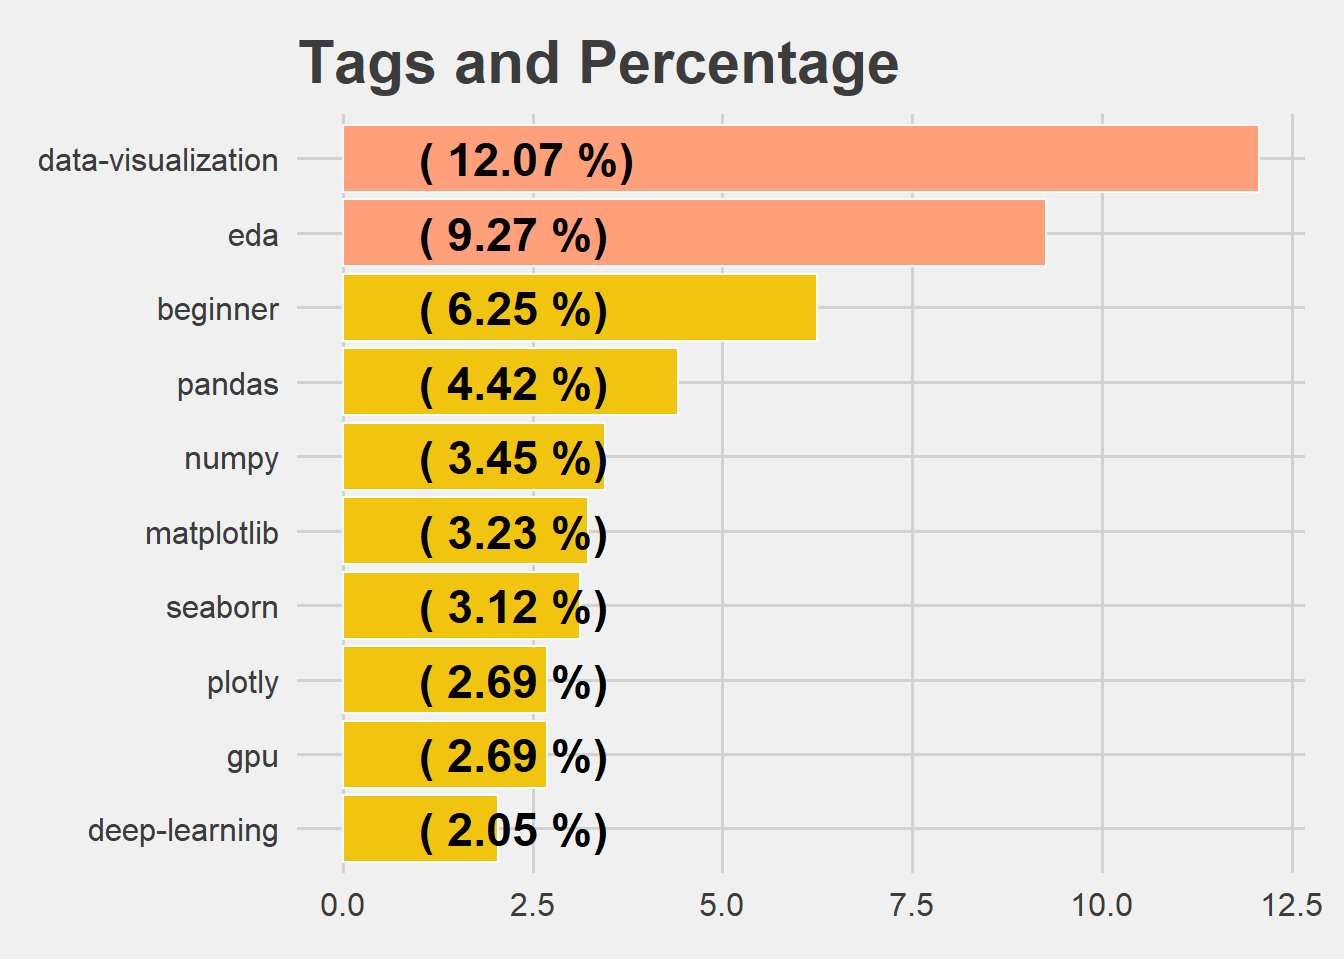 Tags and Percentage
data-visualization ( 12.07 %)
eda ( 9.27 %)
beginner ( 6.25 %)
pandas ( 4.42 %)
numpy ( 3.45 %)
matplotlib ( 3.23 %)
seaborn ( 3.12 %)
plotly ( 2.69 %)
gpu ( 2.69 %)
deep-learning ( 2.05 %)
0.0 2.5 5.0 7.5 10.0 12.5